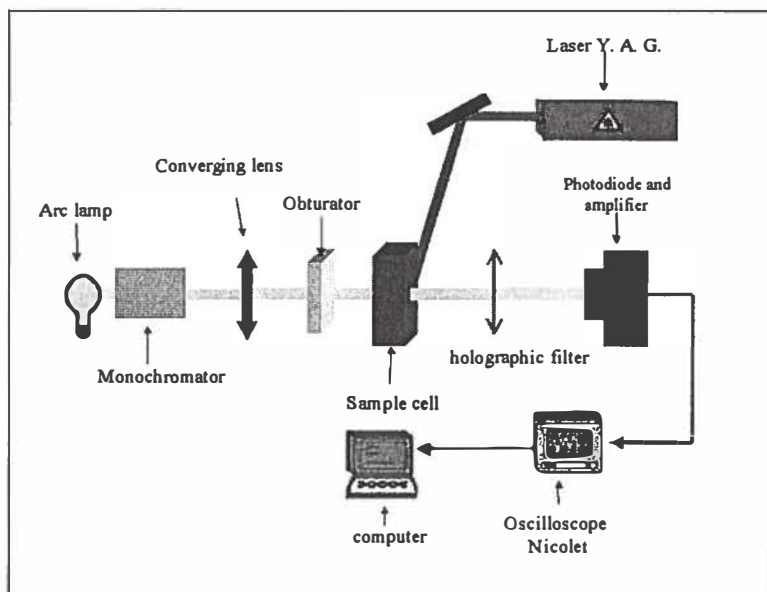 Laser Y. A. G.
Converging lens
Photodiode and
amplifier
Obturator
Arc lamp
Monochromator
holographic filter
Sample cell
computer
Oscilloscope
Nicolet